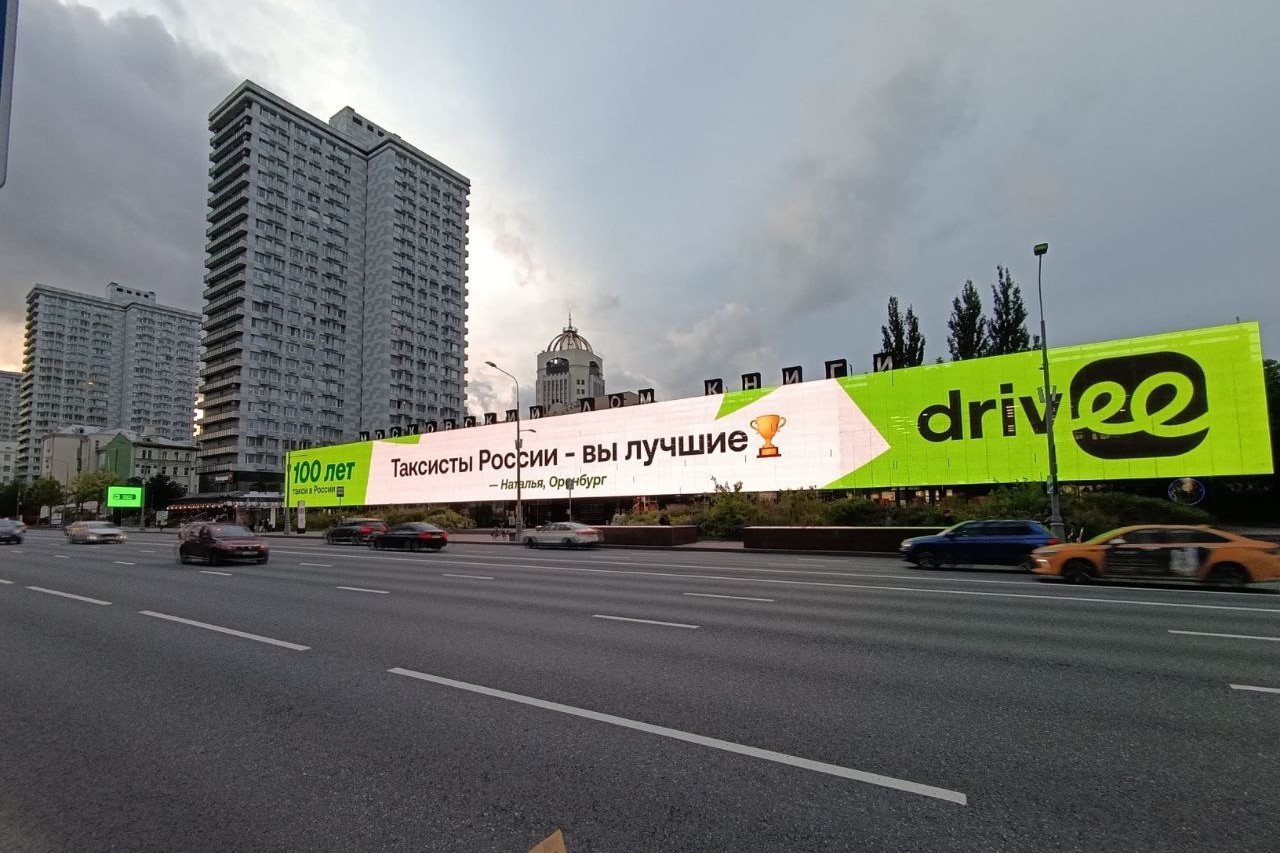 МОСКОВСКИЙ ДОМ КНИГИ
100 лет
такси в России
Таксисты России - вы лучшие
— Наталья, Оренбург
drivee